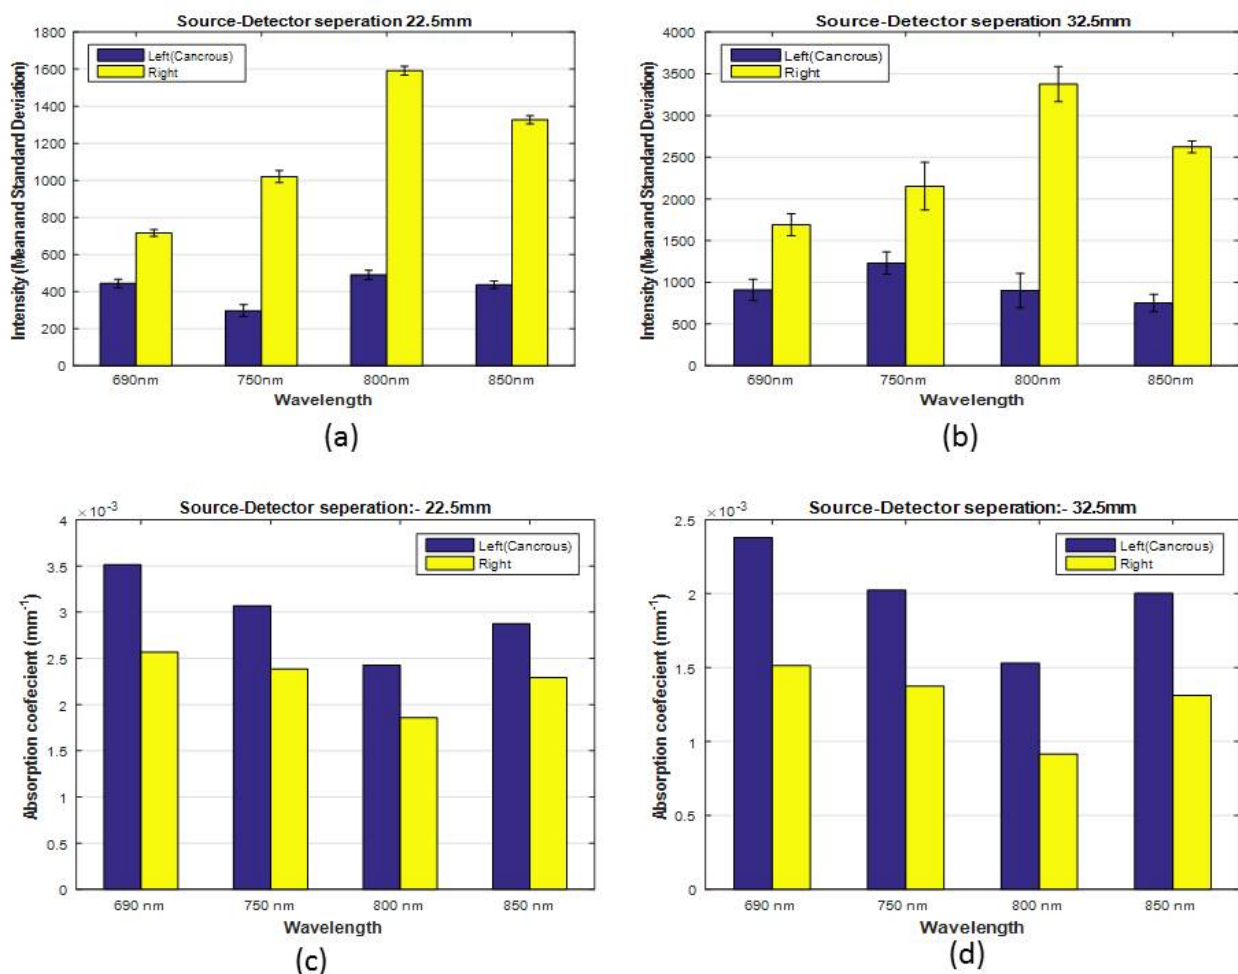 Source-Detector seperation 22.5mm
1800
1600
1400
1200
1000
800
600
400
200
0
Intensity (Mean and Standard Deviation)
Left(Cancrous)
Right
690nm 750nm 800nm 850nm
Wavelength
(a)
Source-Detector seperation 32.5mm
4000
3500
3000
2500
2000
1500
1000
500
0
Intensity (Mean and Standard Deviation)
Left(Cancrous)
Right
690nm 750nm 800nm 850nm
Wavelength
(b)
Source-Detector seperation:- 22.5mm
×10-3
4
3.5
3
2.5
2
1.5
1
0.5
0
Absorption coefecient (mm-1)
Left(Cancrous)
Right
690 nm 750 nm 800 nm 850 nm
Wavelength
(c)
Source-Detector seperation:- 32.5mm
×10-3
2.5
2
1.5
1
0.5
0
Absorption coefecient (mm-1)
Left(Cancrous)
Right
690 nm 750 nm 800 nm 850 nm
Wavelength
(d)